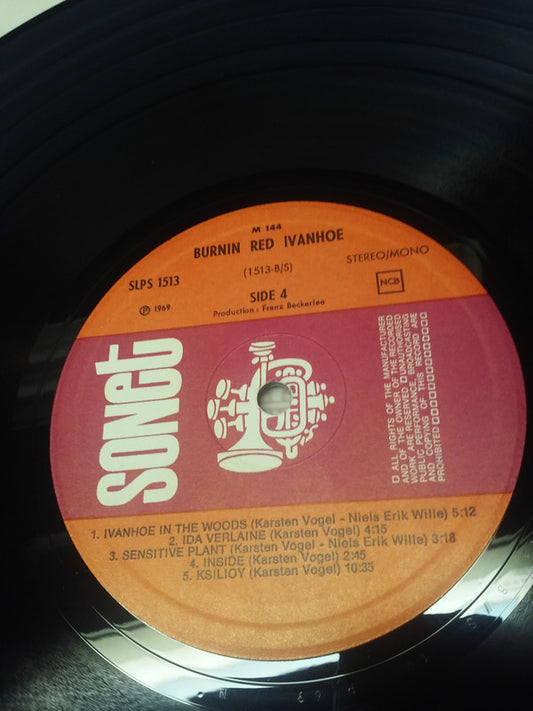 M 144
BURNIN RED IVANHOE
(1513-B/S)
STEREO/MONO
SLPS 1513
SIDE 4
NCB
℗ 1969
Production : Franz Beckerlee
SONET
□ ALL RIGHTS OF THE MANUFACTURER
AND OF THE OWNER OF THE RECORDED
WORK ARE RESERVED □ UNAUTHORISED
PUBLIC PERFORMANCE, BROADCASTING
AND COPYING OF THIS RECORD ARE
PROHIBITED □□□□□□□□□□□□□□
1. IVANHOE IN THE WOODS (Karsten Vogel - Niels Erik Wille) 5:12
2. IDA VERLAINE (Karsten Vogel) 4:15
3. SENSITIVE PLANT (Karsten Vogel - Niels Erik Wille) 3:18
4. INSIDE (Karsten Vogel) 2:45
5. KSILIOY (Karsten Vogel) 10:35